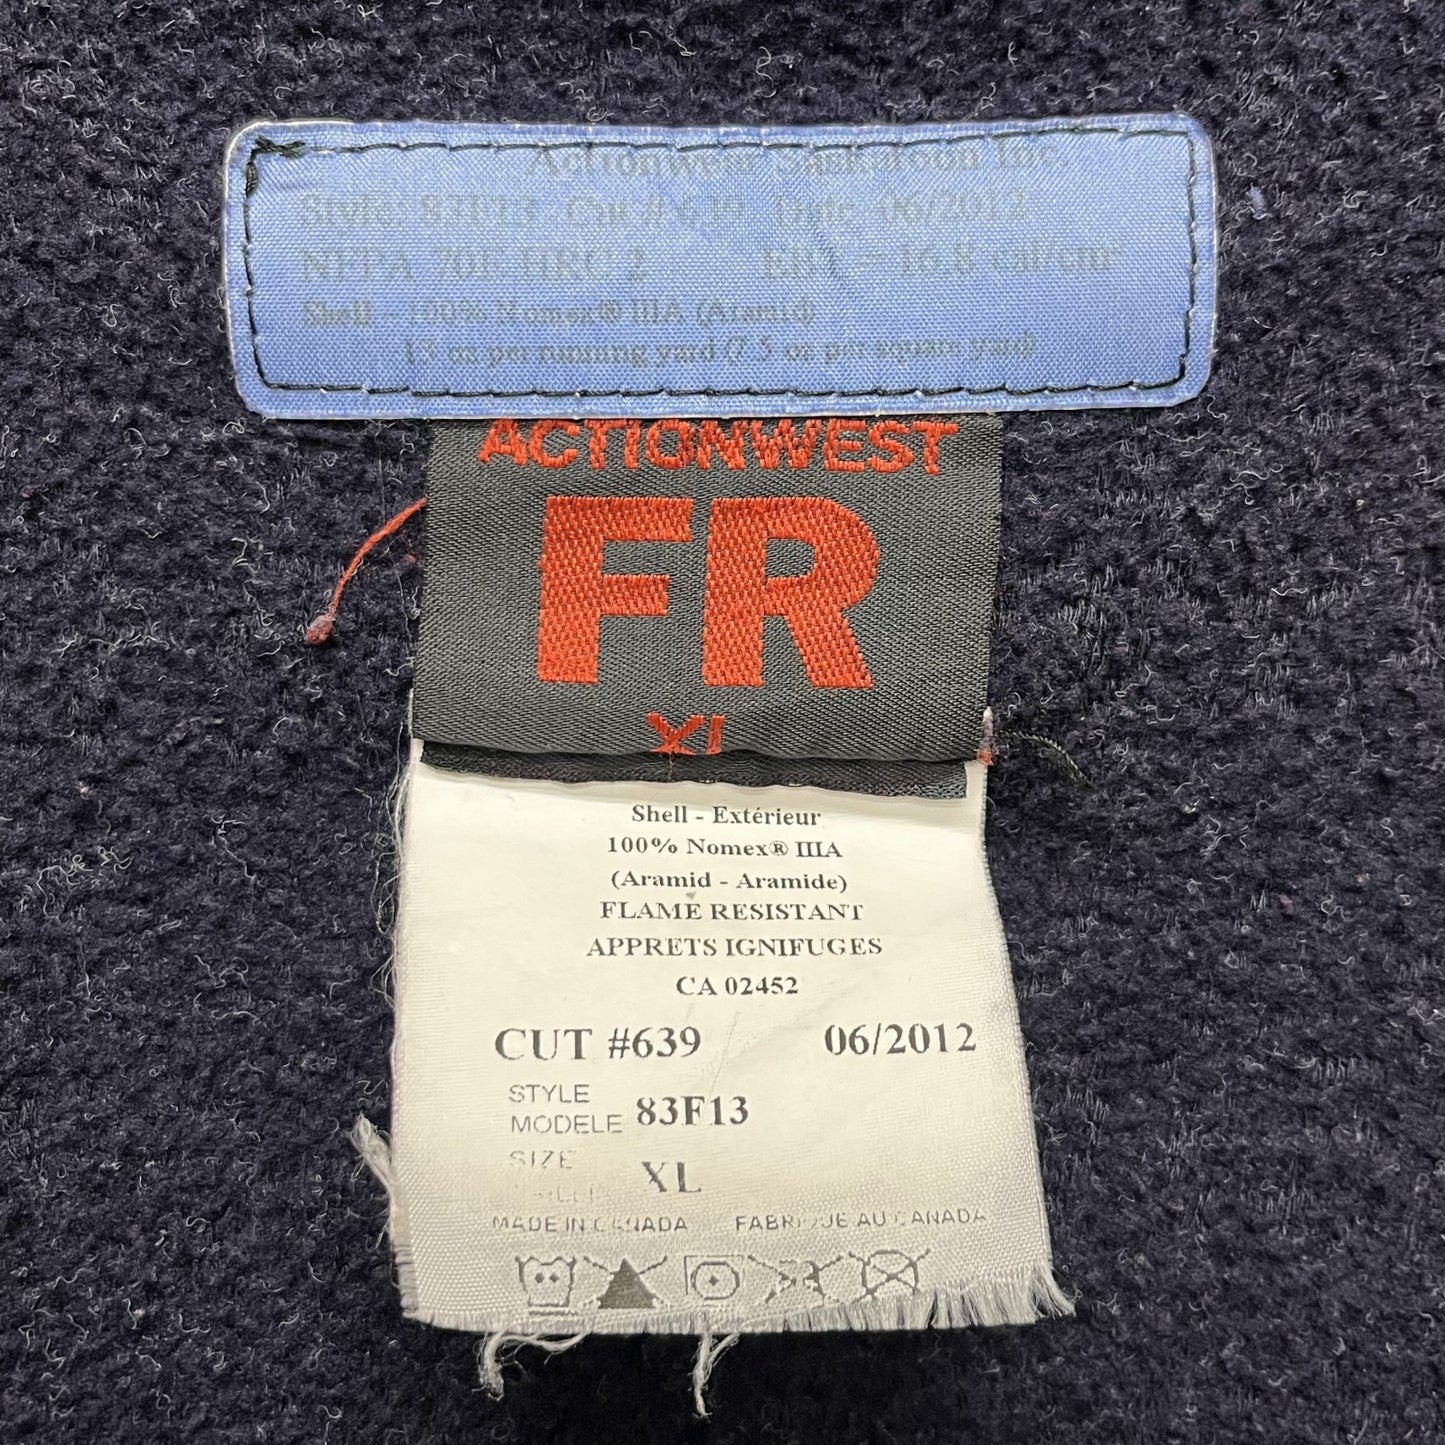 Actionwear Saskatoon Inc.
Style: 83F13 Cut # 639 Date 06/2012
NFPA 70E HRC 2 = 16.8 cal/cm²
Shell - 100% Nomex® IIIA (Aramid)
13 oz per running yard (7.5 oz per square yard)
ACTIONWEST
FR
XL
Shell - Extérieur
100% Nomex® IIIA
(Aramid - Aramide)
FLAME RESISTANT
APPRETS IGNIFUGES
CA 02452
CUT #639 06/2012
STYLE
MODELE 83F13
SIZE XL
MADE IN CANADA FABRIQUE AU CANADA